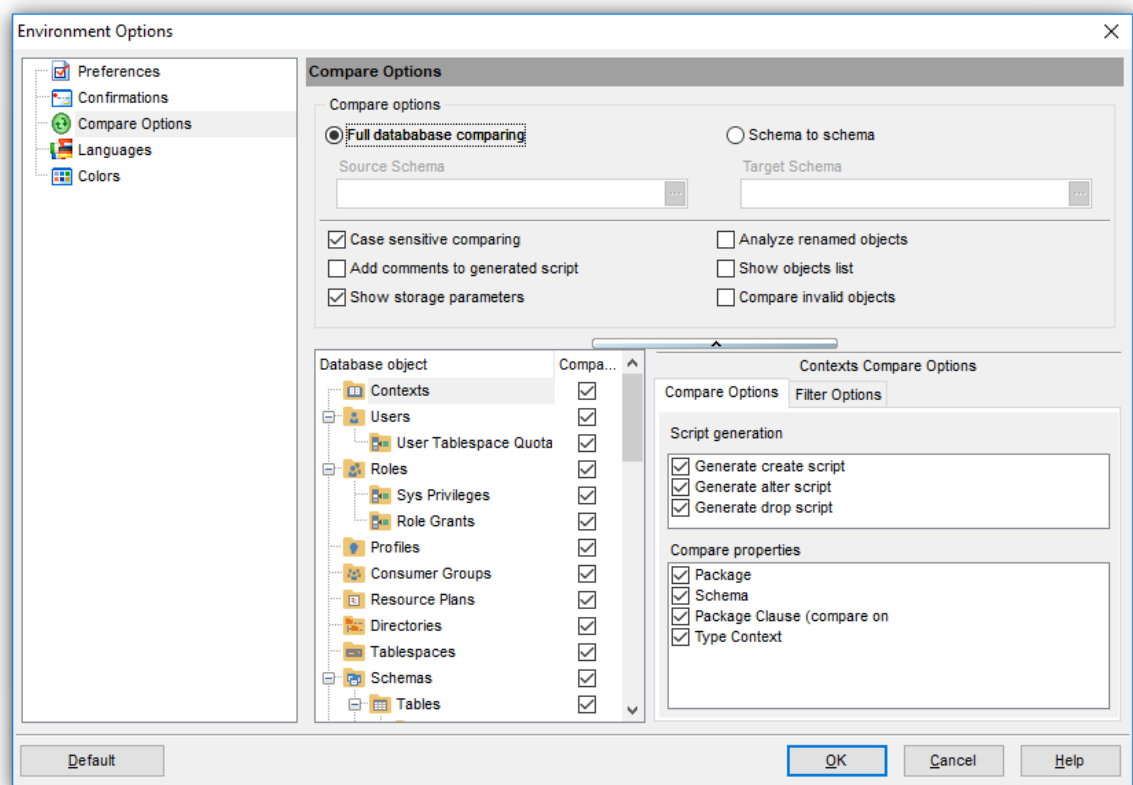 Environment Options
Preferences
Confirmations
Compare Options
Languages
Colors
Compare Options
Compare options
Full datababase comparing
Schema to schema
Source Schema
Target Schema
...
...
Case sensitive comparing
Analyze renamed objects
Add comments to generated script
Show objects list
Show storage parameters
Compare invalid objects
Database object
Compa...
Contexts
Users
User Tablespace Quota
Roles
Sys Privileges
Role Grants
Profiles
Consumer Groups
Resource Plans
Directories
Tablespaces
Schemas
Tables
Contexts Compare Options
Compare Options
Filter Options
Script generation
Generate create script
Generate alter script
Generate drop script
Compare properties
Package
Schema
Package Clause (compare on
Type Context
Default
OK
Cancel
Help